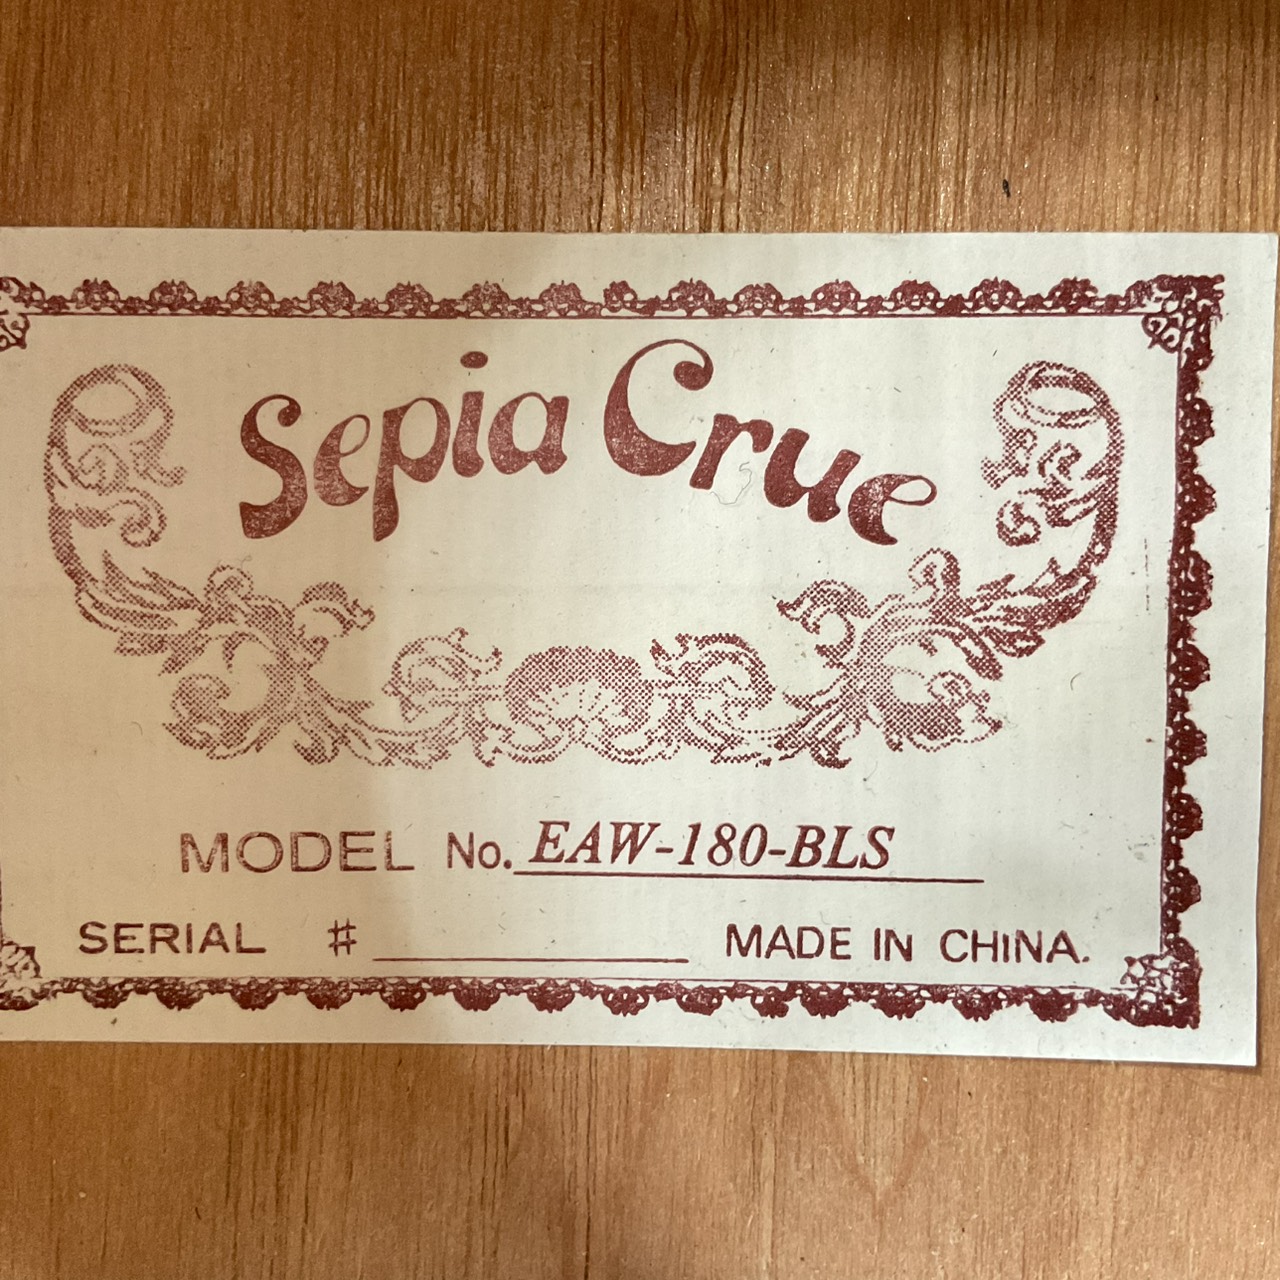 Sepia Crue
MODEL No. EAW-180-BLS
SERIAL # MADE IN CHINA.